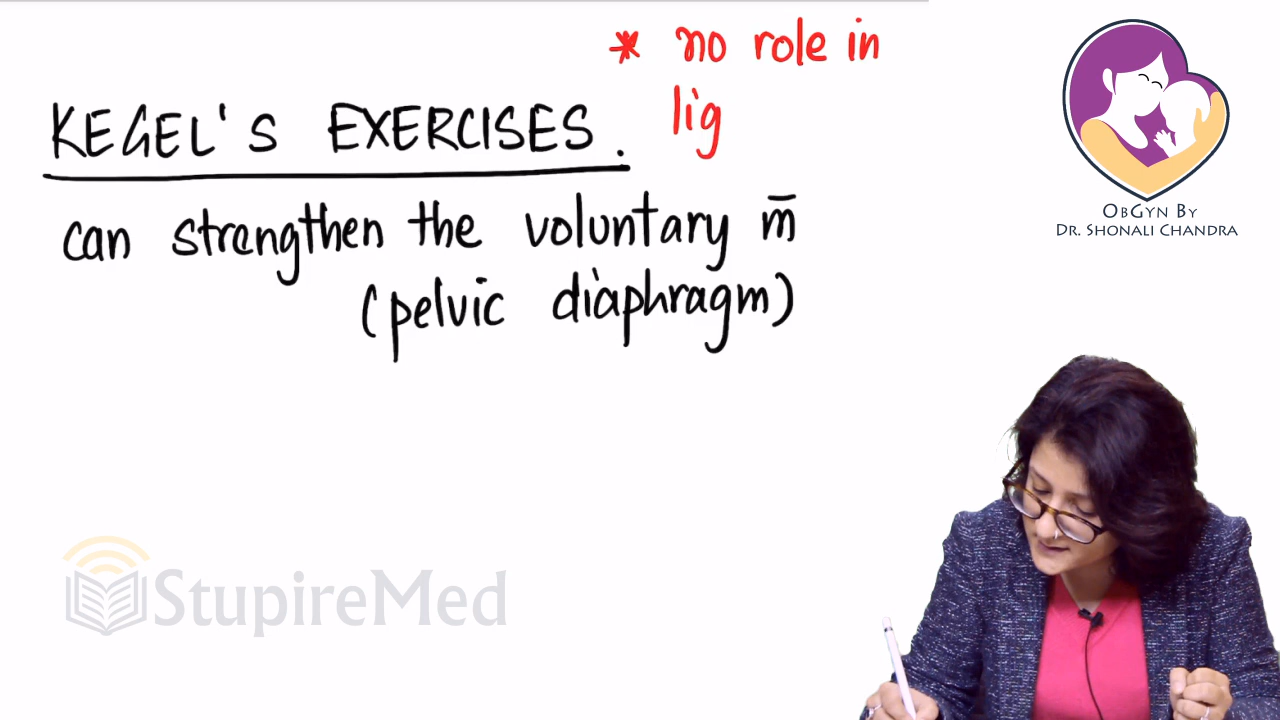 * no role in
lig
KEGEL'S EXERCISES.
can strengthen the voluntary m̄
(pelvic diaphragm)
ObGyn By
Dr. Shonali Chandra
StupireMed